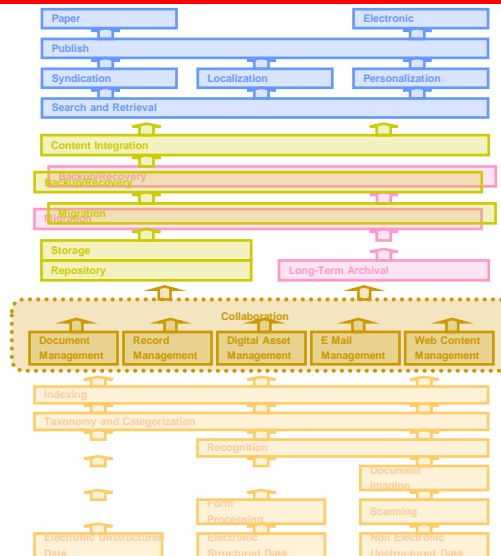 Paper Electronic
Publish
Syndication Localization Personalization
Search and Retrieval
Content Integration
Backup/Recovery
Backup/Recovery
Migration
Migration
Storage
Repository Long-Term Archival
Collaboration
Document Record Digital Asset E Mail Web Content
Management Management Management Management Management
Indexing
Taxonomy and Categorization
Recognition
Document
Imaging
Form
Processing Scanning
Electronic Unstructured Electronic Non Electronic
Data Structured Data Unstructured Data